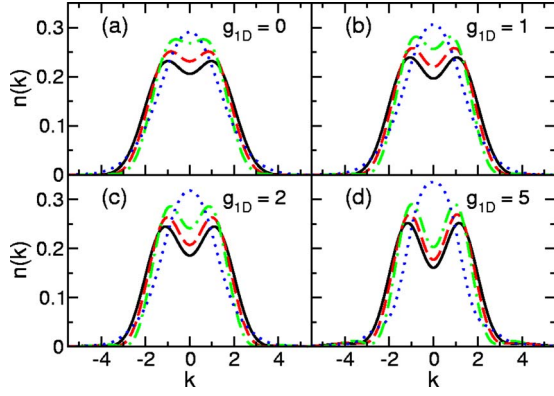 (a) g1D = 0 (b) g1D = 1
n(k) 0.3 0.2 0.1 0
(c) g1D = 2 (d) g1D = 5
n(k) 0.3 0.2 0.1 0
-4 -2 0 2 4 -4 -2 0 2 4
k k